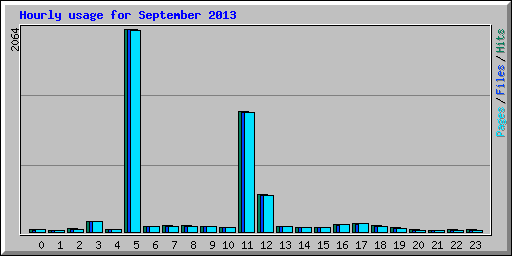 Hourly usage for September 2013
2064
Pages/Files/Hits
0 1 2 3 4 5 6 7 8 9 10 11 12 13 14 15 16 17 18 19 20 21 22 23